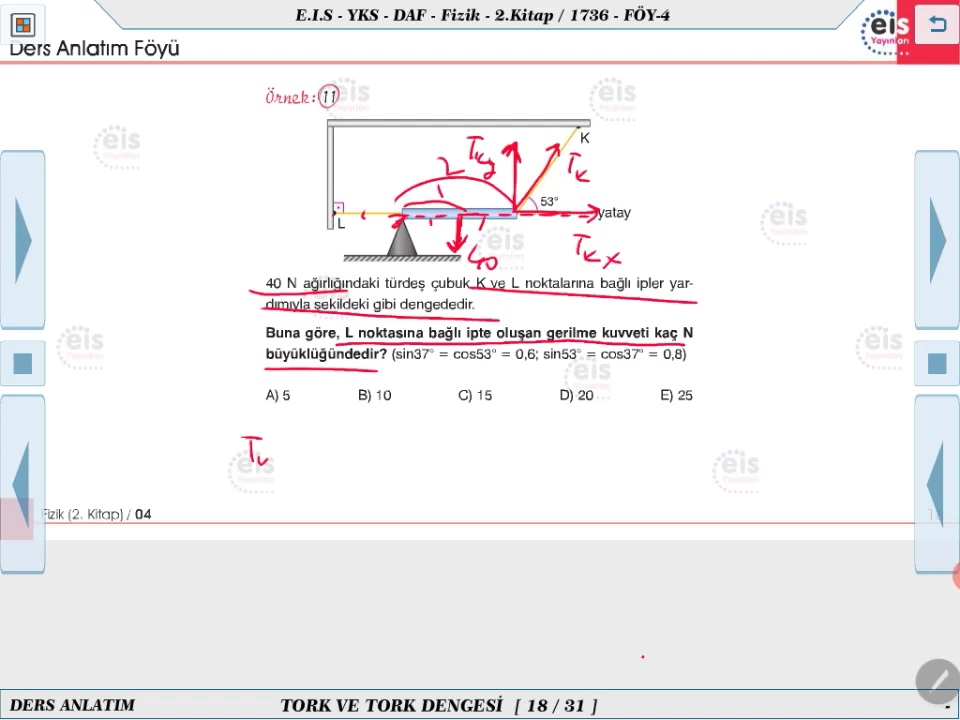 E.I.S - YKS - DAF - Fizik - 2.Kitap / 1736 - FÖY-4
eis
Yayınları
Ders Anlatım Föyü
Örnek: 11
K
TKy
TK
2
1
53°
yatay
L
1
1
TKx
40
40 N ağırlığındaki türdeş çubuk K ve L noktalarına bağlı ipler yar-
dımıyla şekildeki gibi dengededir.
Buna göre, L noktasına bağlı ipte oluşan gerilme kuvveti kaç N
büyüklüğündedir? (sin37° = cos53° = 0,6; sin53° = cos37° = 0,8)
A) 5 B) 10 C) 15 D) 20 E) 25
Fizik (2. Kitap) / 04
DERS ANLATIM TORK VE TORK DENGESİ [ 18 / 31 ] -